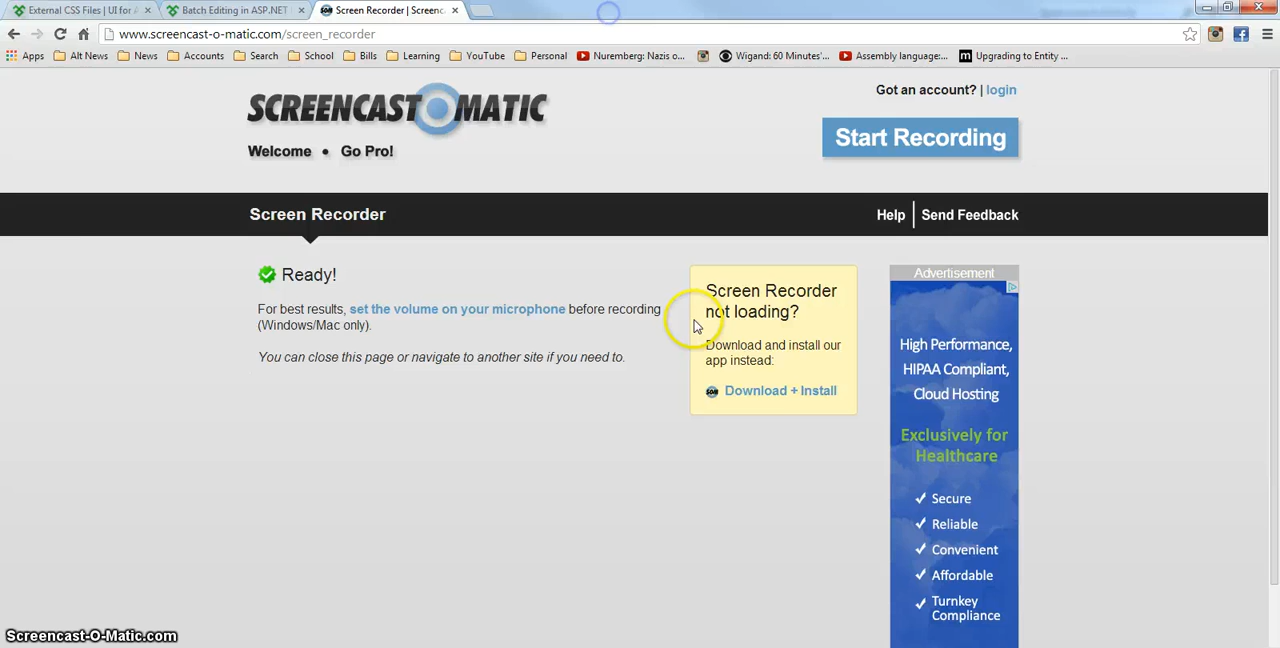 External CSS Files | UI for A
Batch Editing in ASP.NET
Screen Recorder | Screenc
www.screencast-o-matic.com/screen_recorder
Apps Alt News News Accounts Search School Bills Learning YouTube Personal Nuremberg: Nazis o... Wigand: 60 Minutes'... Assembly language:... Upgrading to Entity ...
SCREENCAST O MATIC
Got an account? | login
Start Recording
Welcome • Go Pro!
Screen Recorder
Help | Send Feedback
Ready!
For best results, set the volume on your microphone before recording
(Windows/Mac only).
You can close this page or navigate to another site if you need to.
Screen Recorder
not loading?
Download and install our
app instead:
SOM Download + Install
Advertisement
High Performance,
HIPAA Compliant,
Cloud Hosting
Exclusively for
Healthcare
Secure
Reliable
Convenient
Affordable
Turnkey
Compliance
Screencast-O-Matic.com